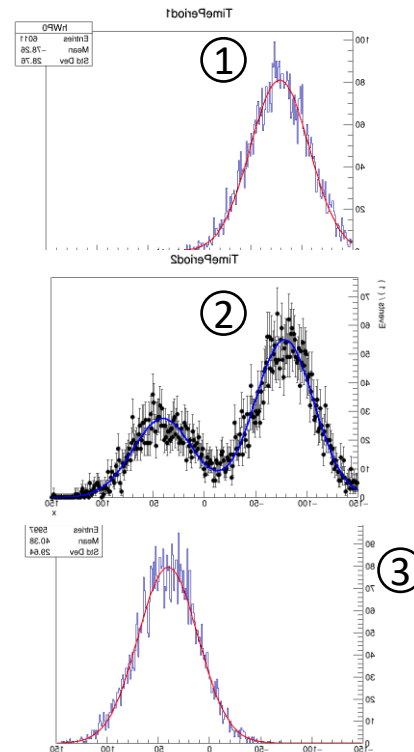 TimePeriod1
hWP0
Entries 6011
Mean −78.26
Std Dev 28.76
①
100
80
60
40
20
TimePeriod2
②
Events / ( 1 )
70
60
50
40
30
20
10
0
150 100 50 0 −50 −100 −150
x
Entries 5997
Mean 40.38
Std Dev 29.64
③
90
80
70
60
50
40
30
20
10
0
150 100 50 0 −50 −100